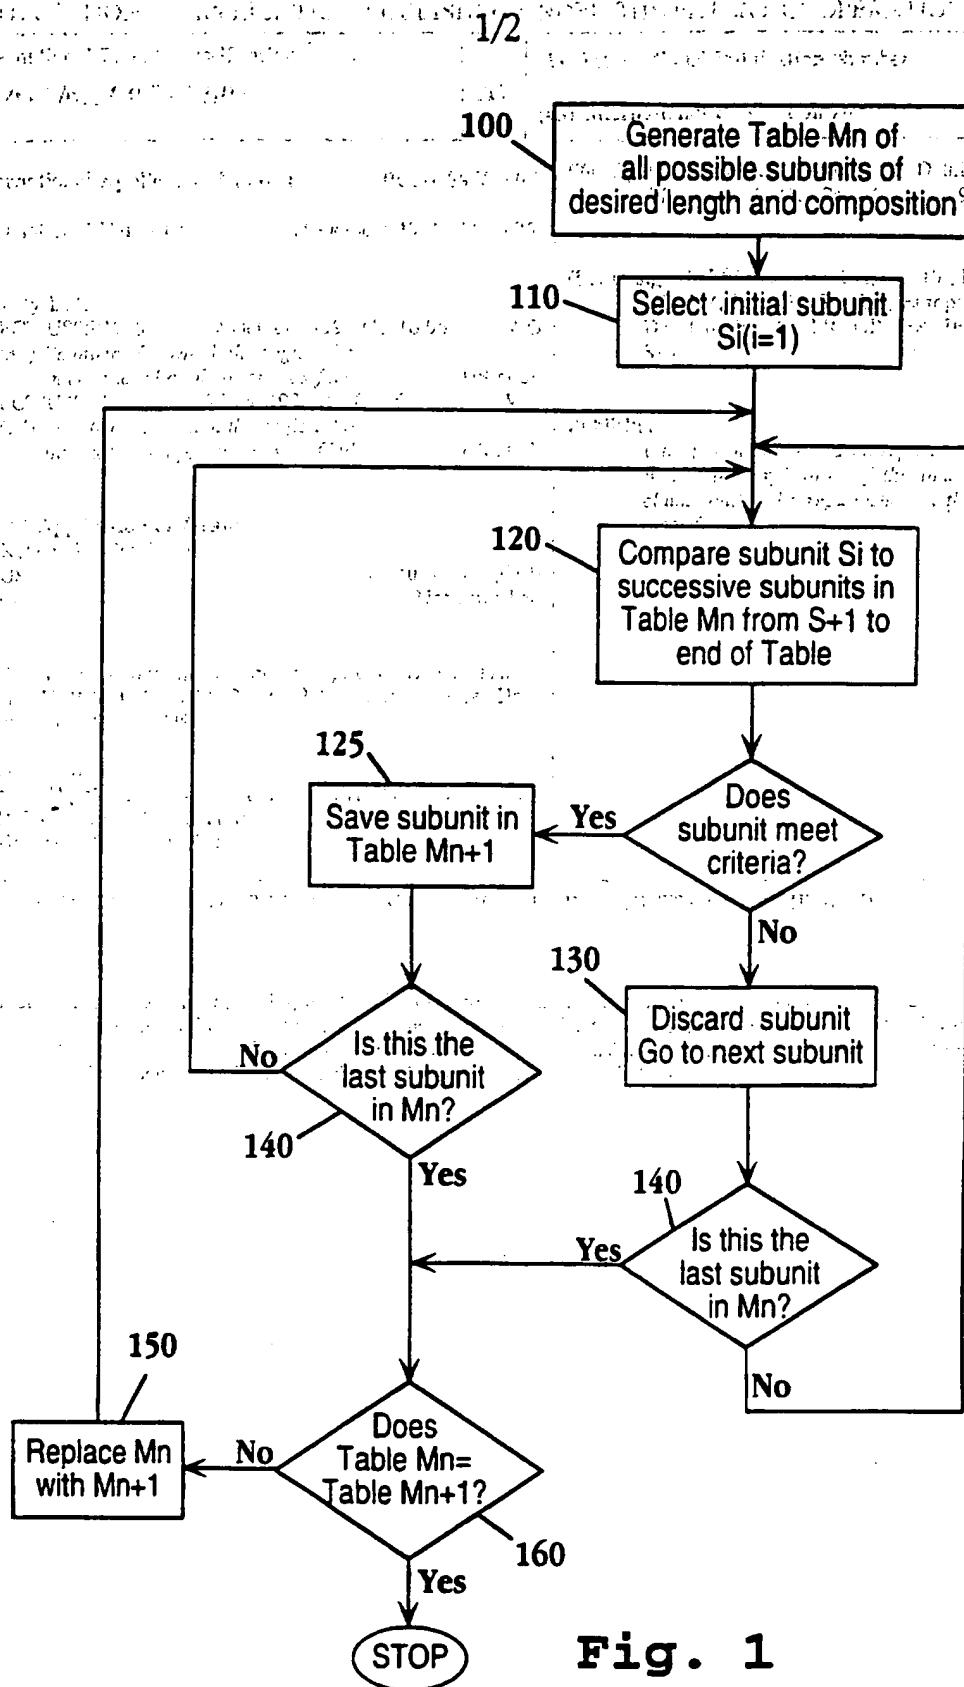 1/2
100
Generate Table Mn of
all possible subunits of
desired length and composition
110
Select initial subunit
Si(i=1)
120
Compare subunit Si to
successive subunits in
Table Mn from S+1 to
end of Table
125
Save subunit in
Table Mn+1
Yes
Does
subunit meet
criteria?
No
130
Discard subunit
Go to next subunit
No
Is this the
last subunit
in Mn?
140
Yes
140
Yes
Is this the
last subunit
in Mn?
No
150
Replace Mn
with Mn+1
No
Does
Table Mn=
Table Mn+1?
160
Yes
STOP
Fig. 1